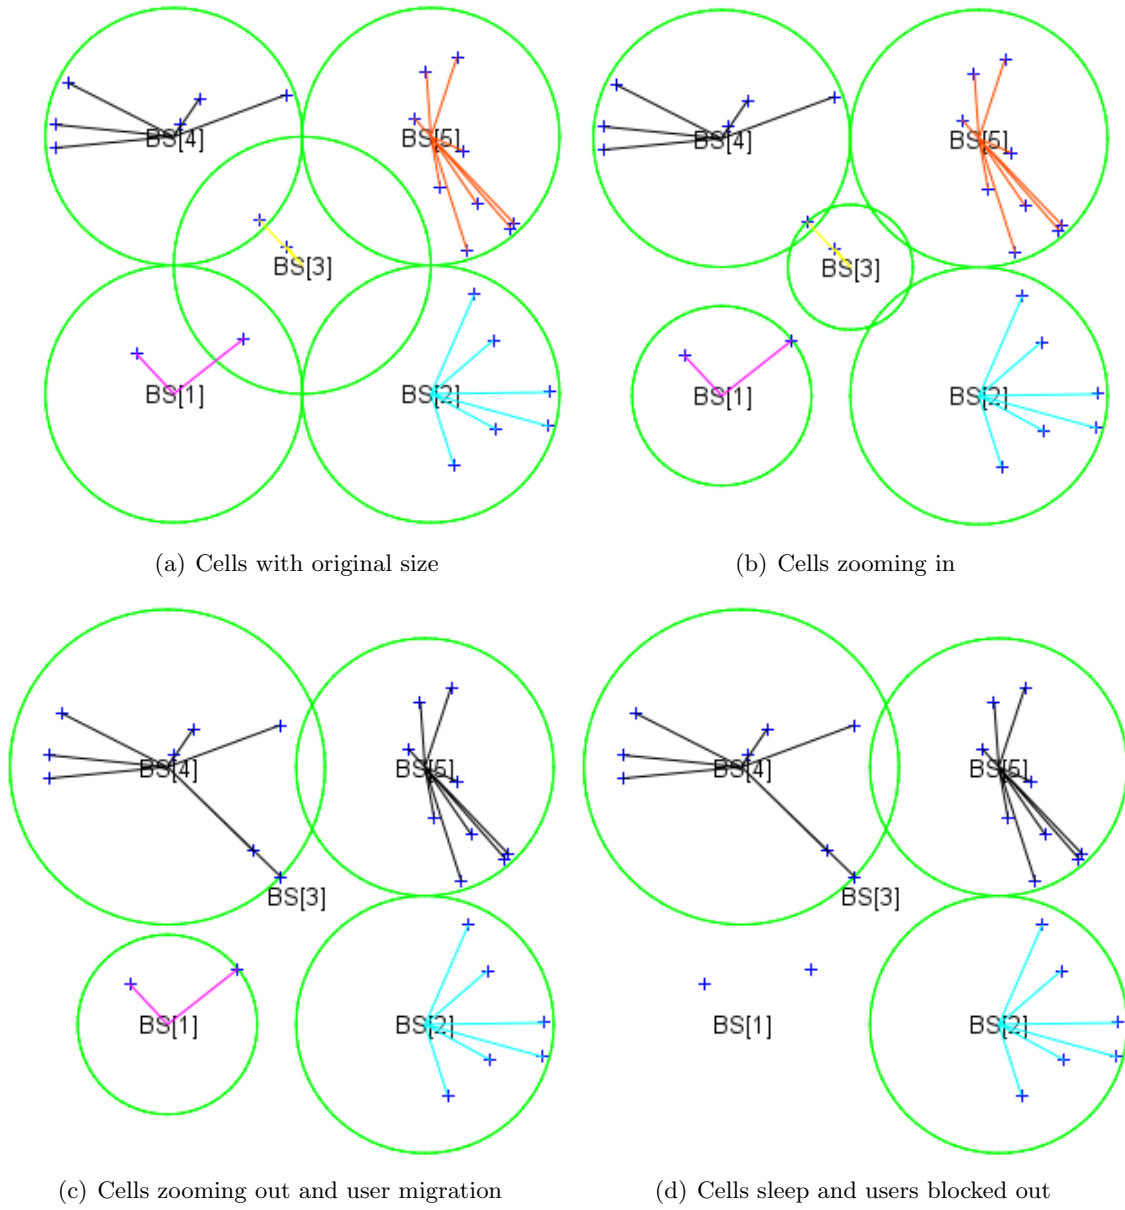 BS[4]
BS[5]
BS[3]
BS[1]
BS[2]
(a) Cells with original size
BS[4]
BS[5]
BS[3]
BS[1]
BS[2]
(b) Cells zooming in
BS[4]
BS[5]
BS[3]
BS[1]
BS[2]
(c) Cells zooming out and user migration
BS[4]
BS[5]
BS[3]
BS[1]
BS[2]
(d) Cells sleep and users blocked out